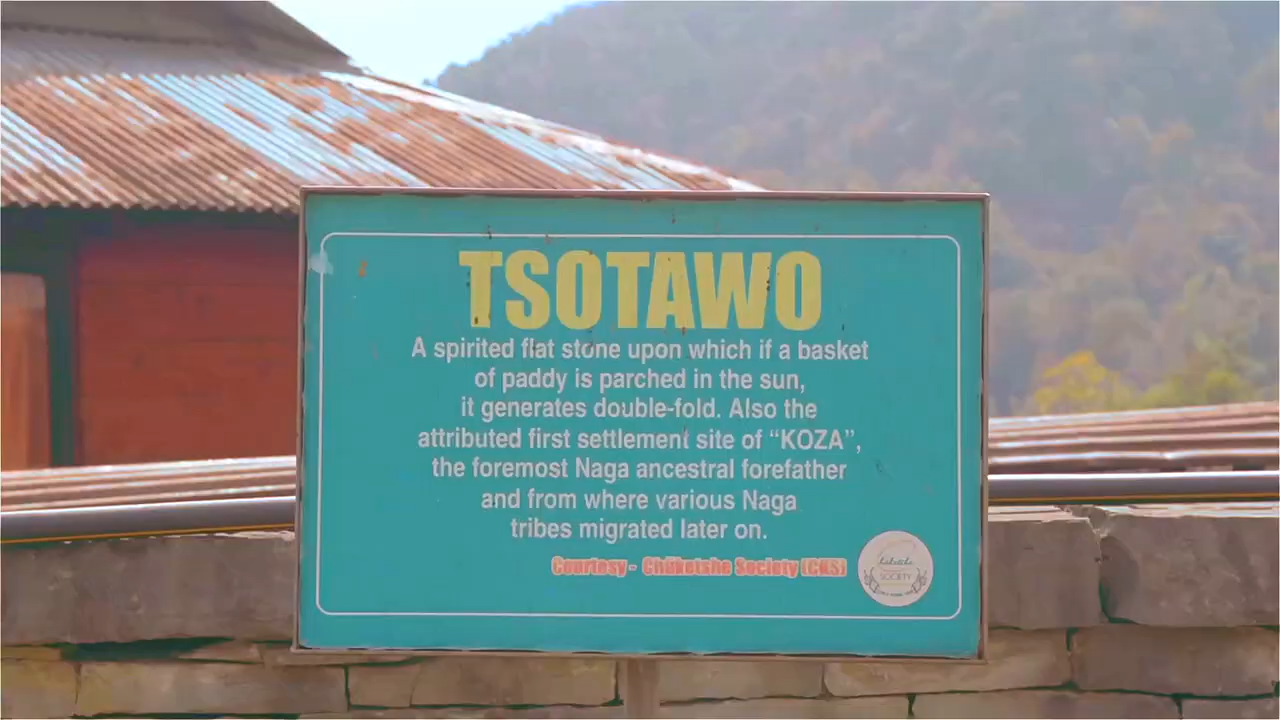 TSOTAWO
A spirited flat stone upon which if a basket
of paddy is parched in the sun,
it generates double-fold. Also the
attributed first settlement site of “KOZA”,
the foremost Naga ancestral forefather
and from where various Naga
tribes migrated later on.
Courtesy - Chüketshe Society (CKS)
SOCIETY